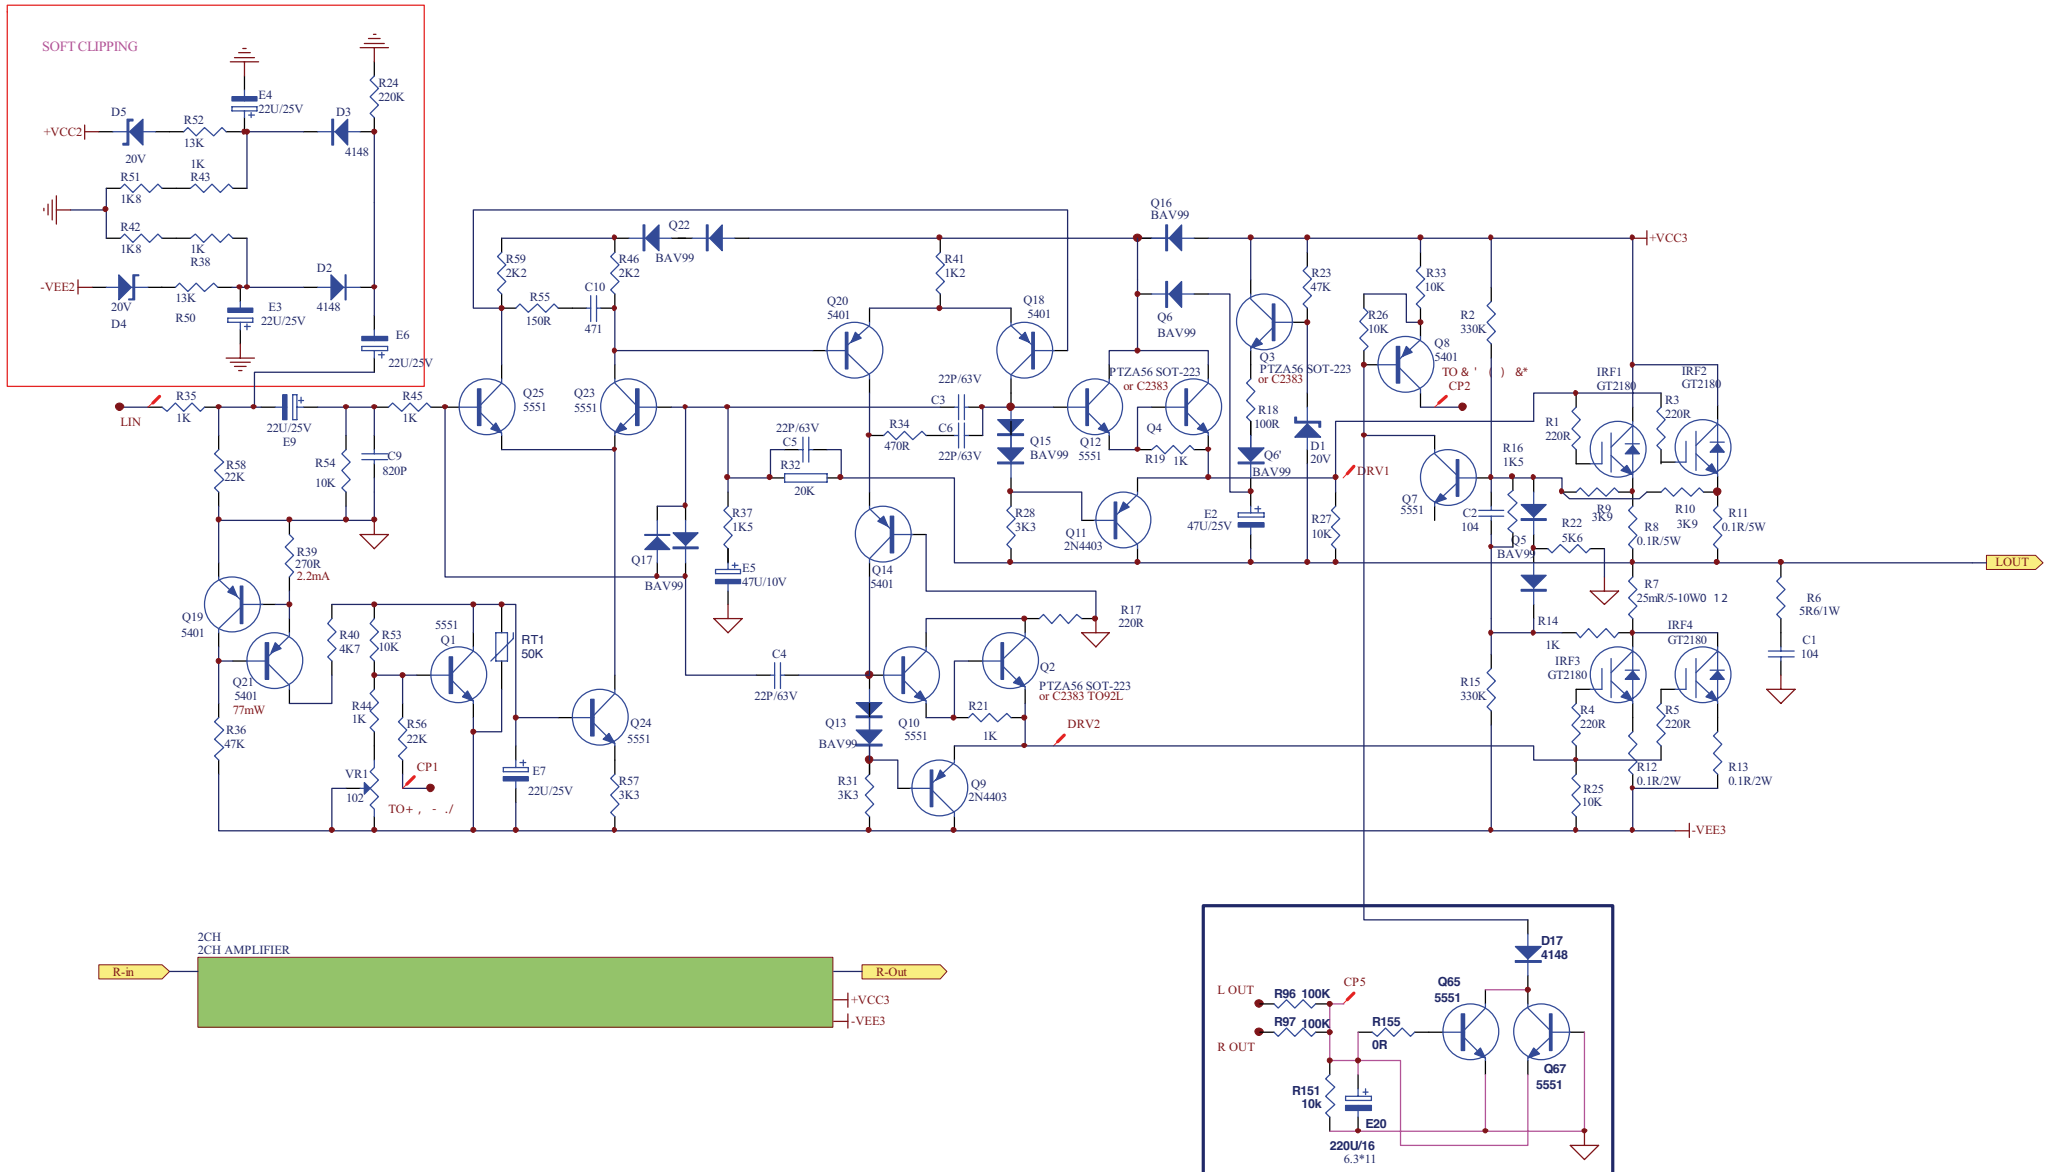 SOFT CLIPPING
R24
220K
E4
22U/25V
D5
R52
D3
+VCC2
13K
4148
20V
1K
R51
R43
1K8
R42
1K8
1K
R38
D2
-VEE2
13K
4148
20V
R50
E3
22U/25V
D4
E6
22U/25V
R35
1K
LIN
22U/25V
E9
R45
1K
R58
22K
R54
10K
C9
820P
R39
270R
2.2mA
Q19
5401
Q21
5401
77mW
R36
47K
R40
4K7
R53
10K
5551
Q1
RT1
50K
R44
1K
R56
22K
VR1
102
CP1
TO+ , - ./
E7
22U/25V
Q24
5551
R57
3K3
R59
2K2
R46
2K2
Q22
BAV99
R55
150R
C10
471
Q25
5551
Q23
5551
Q20
5401
R41
1K2
Q18
5401
22P/63V
C3
C6
22P/63V
R34
470R
22P/63V
C5
R32
20K
R37
1K5
E5
47U/10V
Q17
BAV99
Q14
5401
C4
22P/63V
Q13
BAV99
R31
3K3
Q10
5551
Q9
2N4403
Q2
PTZA56 SOT-223
or C2383 TO92L
R21
1K
R17
220R
DRV2
Q15
BAV99
R28
3K3
Q11
2N4403
Q12
5551
Q4
R19 1K
PTZA56 SOT-223
or C2383
Q16
BAV99
Q6
BAV99
Q3
PTZA56 SOT-223
or C2383
R18
100R
Q6'
BAV99
E2
47U/25V
R23
47K
D1
20V
R27
10K
DRV1
R26
10K
R33
10K
Q8
5401
TO & ' ( ) &*
CP2
R2
330K
Q7
5551
C2
104
R16
1K5
Q5
BAV99
R22
5K6
R14
1K
R15
330K
IRF1
GT2180
IRF2
GT2180
R1
220R
R3
220R
R9
3K9
R10
3K9
R8
0.1R/5W
R11
0.1R/5W
R7
25mR/5-10W0 12
IRF3
GT2180
IRF4
GT2180
R4
220R
R5
220R
R12
0.1R/2W
R13
0.1R/2W
R25
10K
+VCC3
-VEE3
LOUT
R6
5R6/1W
C1
104
2CH
2CH AMPLIFIER
R-in
R-Out
+VCC3
-VEE3
D17
4148
Q65
5551
L OUT
R96 100K
CP5
R97 100K
R OUT
R155
0R
Q67
5551
R151
10k
E20
220U/16
6.3*11